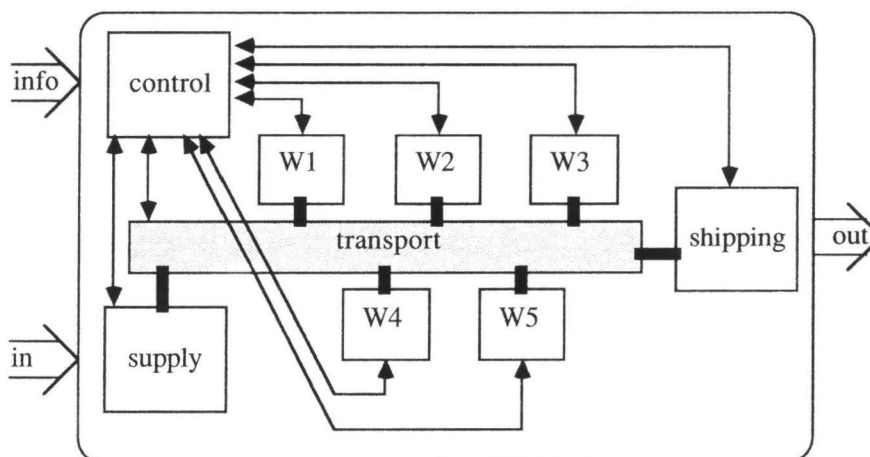 info
control
W1
W2
W3
transport
shipping
out
W4
W5
in
supply